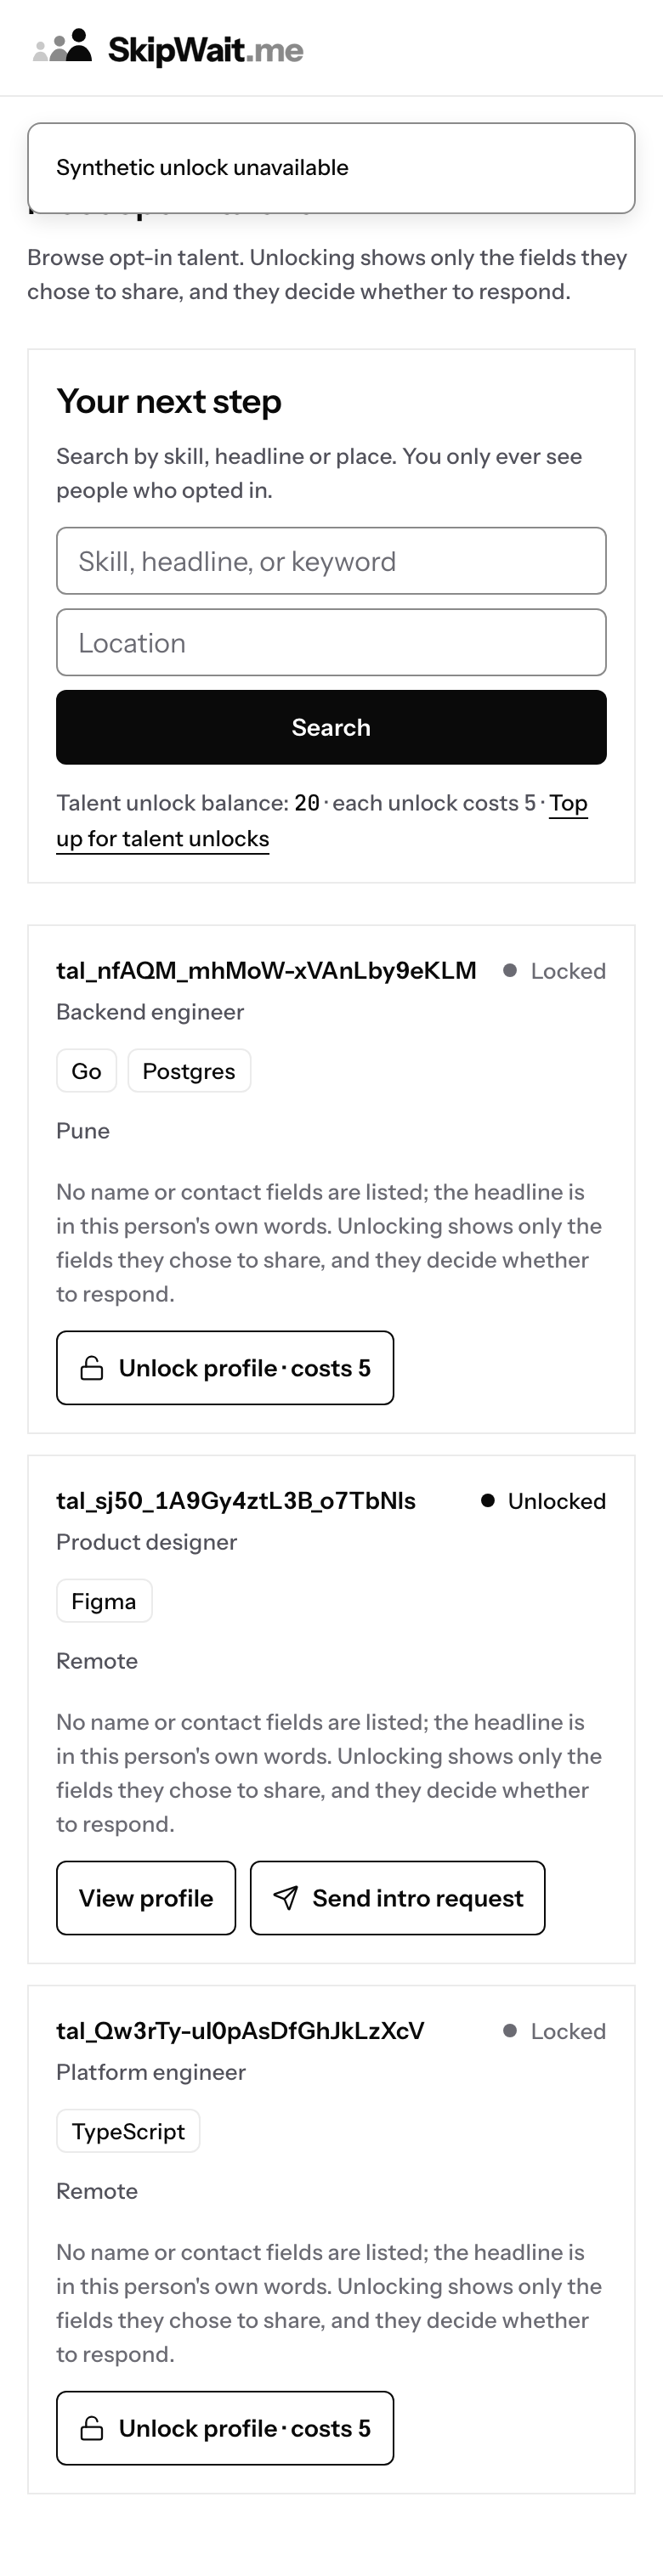 SkipWait.me
Synthetic unlock unavailable
Browse opt-in talent. Unlocking shows only the fields they
chose to share, and they decide whether to respond.
Your next step
Search by skill, headline or place. You only ever see
people who opted in.
Skill, headline, or keyword
Location
Search
Talent unlock balance: 20 · each unlock costs 5 · Top
up for talent unlocks
tal_nfAQM_mhMoW-xVAnLby9eKLM Locked
Backend engineer
Go Postgres
Pune
No name or contact fields are listed; the headline is
in this person's own words. Unlocking shows only the
fields they chose to share, and they decide whether
to respond.
Unlock profile · costs 5
tal_sj50_1A9Gy4ztL3B_o7TbNls Unlocked
Product designer
Figma
Remote
No name or contact fields are listed; the headline is
in this person's own words. Unlocking shows only the
fields they chose to share, and they decide whether
to respond.
View profile Send intro request
tal_Qw3rTy-uI0pAsDfGhJkLzXcV Locked
Platform engineer
TypeScript
Remote
No name or contact fields are listed; the headline is
in this person's own words. Unlocking shows only the
fields they chose to share, and they decide whether
to respond.
Unlock profile · costs 5